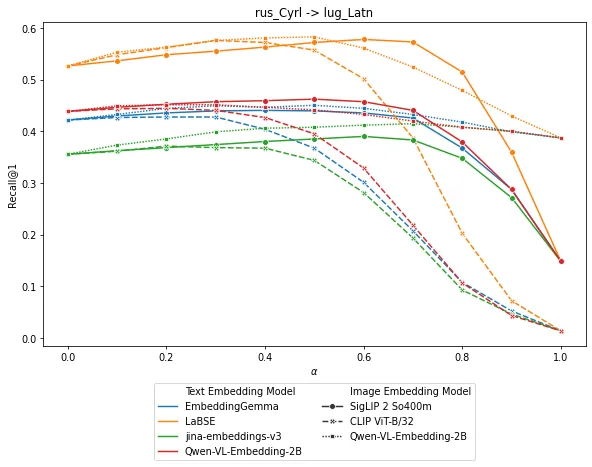 rus_Cyrl -> lug_Latn
Recall@1
0.6
0.5
0.4
0.3
0.2
0.1
0.0
0.0 0.2 0.4 0.6 0.8 1.0
α
Text Embedding Model Image Embedding Model
EmbeddingGemma SigLIP 2 So400m
LaBSE CLIP ViT-B/32
jina-embeddings-v3 Qwen-VL-Embedding-2B
Qwen-VL-Embedding-2B